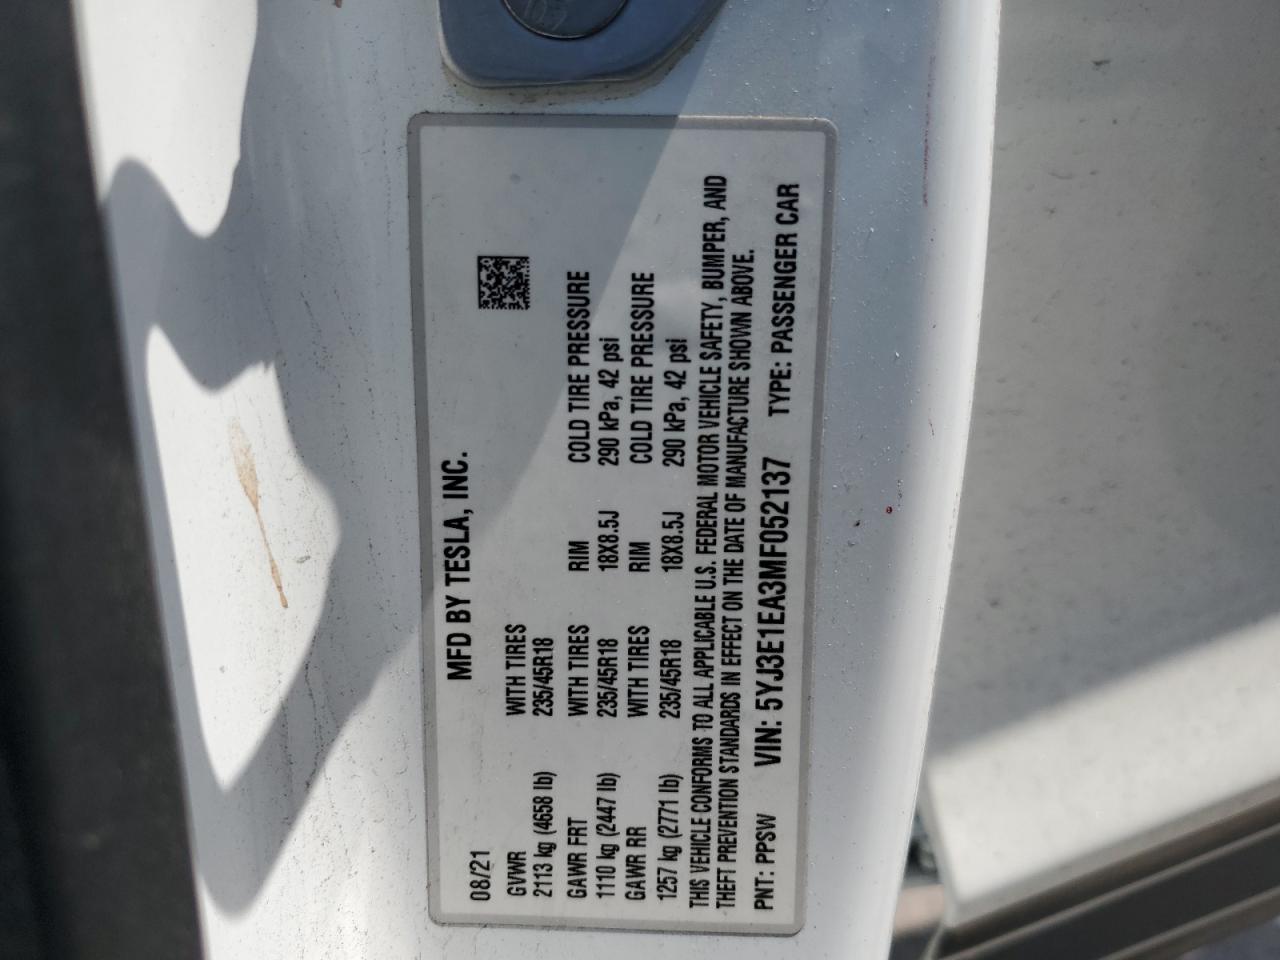 MFD BY TESLA, INC.
08/21
GVWR WITH TIRES
2113 kg (4658 lb) 235/45R18
GAWR FRT WITH TIRES RIM COLD TIRE PRESSURE
1110 kg (2447 lb) 235/45R18 18X8.5J 290 kPa, 42 psi
GAWR RR WITH TIRES RIM COLD TIRE PRESSURE
1257 kg (2771 lb) 235/45R18 18X8.5J 290 kPa, 42 psi
THIS VEHICLE CONFORMS TO ALL APPLICABLE U.S. FEDERAL MOTOR VEHICLE SAFETY, BUMPER, AND
THEFT PREVENTION STANDARDS IN EFFECT ON THE DATE OF MANUFACTURE SHOWN ABOVE.
PNT: PPSW VIN: 5YJ3E1EA3MF052137 TYPE: PASSENGER CAR